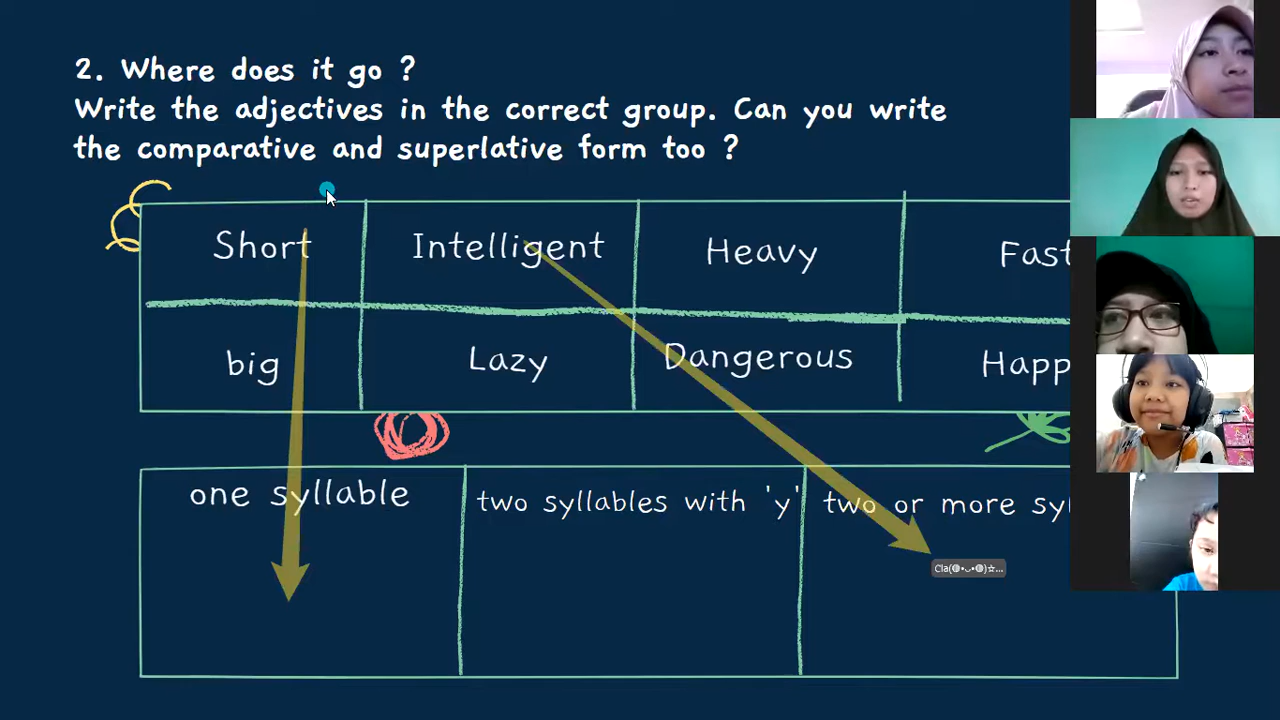 2. Where does it go ?
Write the adjectives in the correct group. Can you write
the comparative and superlative form too ?
Short Intelligent Heavy Fast
big Lazy Dangerous Happ
one syllable two syllables with 'y' two or more syl
Cla(◍•ᴗ•◍)☆...